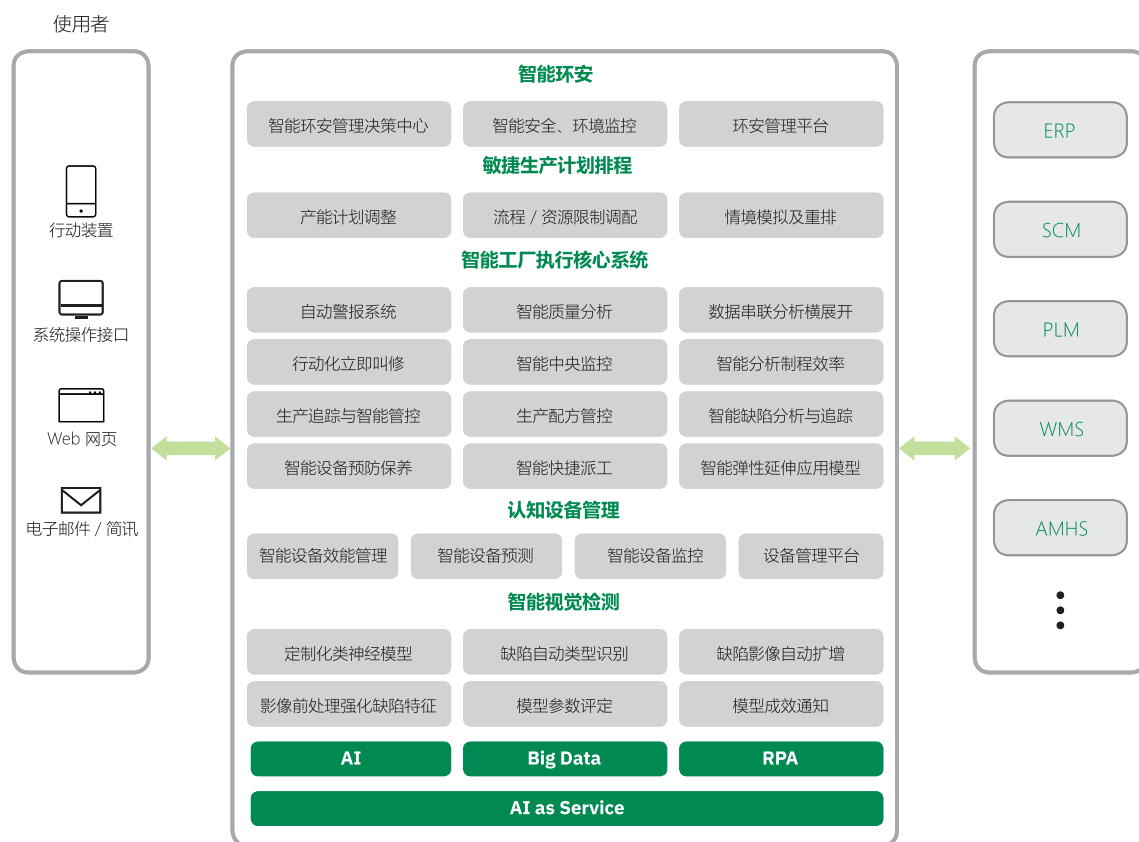 使用者
行动装置
系统操作接口
Web 网页
电子邮件 / 简讯
智能环安
智能环安管理决策中心
智能安全、环境监控
环安管理平台
敏捷生产计划排程
产能计划调整
流程 / 资源限制调配
情境模拟及重排
智能工厂执行核心系统
自动警报系统
智能质量分析
数据串联分析横展开
行动化立即叫修
智能中央监控
智能分析制程效率
生产追踪与智能管控
生产配方管控
智能缺陷分析与追踪
智能设备预防保养
智能快捷派工
智能弹性延伸应用模型
认知设备管理
智能设备效能管理
智能设备预测
智能设备监控
设备管理平台
智能视觉检测
定制化类神经模型
缺陷自动类型识别
缺陷影像自动扩增
影像前处理强化缺陷特征
模型参数评定
模型成效通知
AI
Big Data
RPA
AI as Service
ERP
SCM
PLM
WMS
AMHS